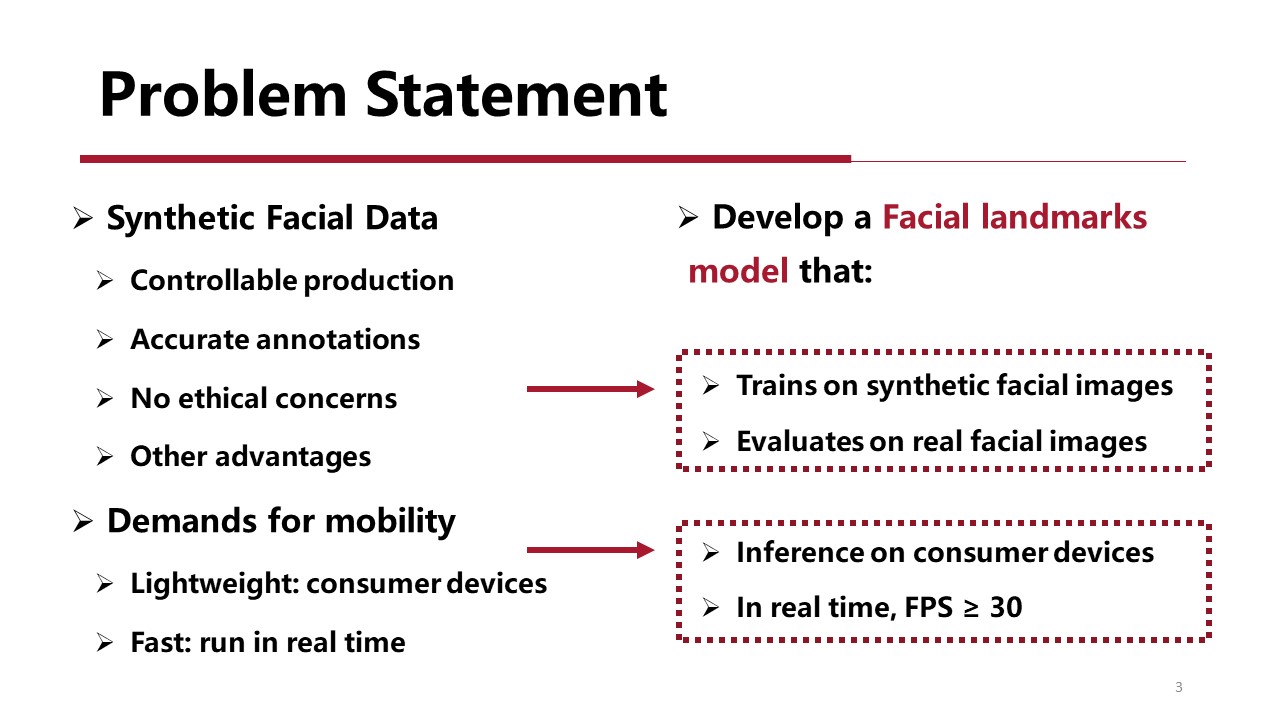 Problem Statement
Synthetic Facial Data
Controllable production
Accurate annotations
No ethical concerns
Other advantages
Demands for mobility
Lightweight: consumer devices
Fast: run in real time
Develop a Facial landmarks
model that:
Trains on synthetic facial images
Evaluates on real facial images
Inference on consumer devices
In real time, FPS ≥ 30
3